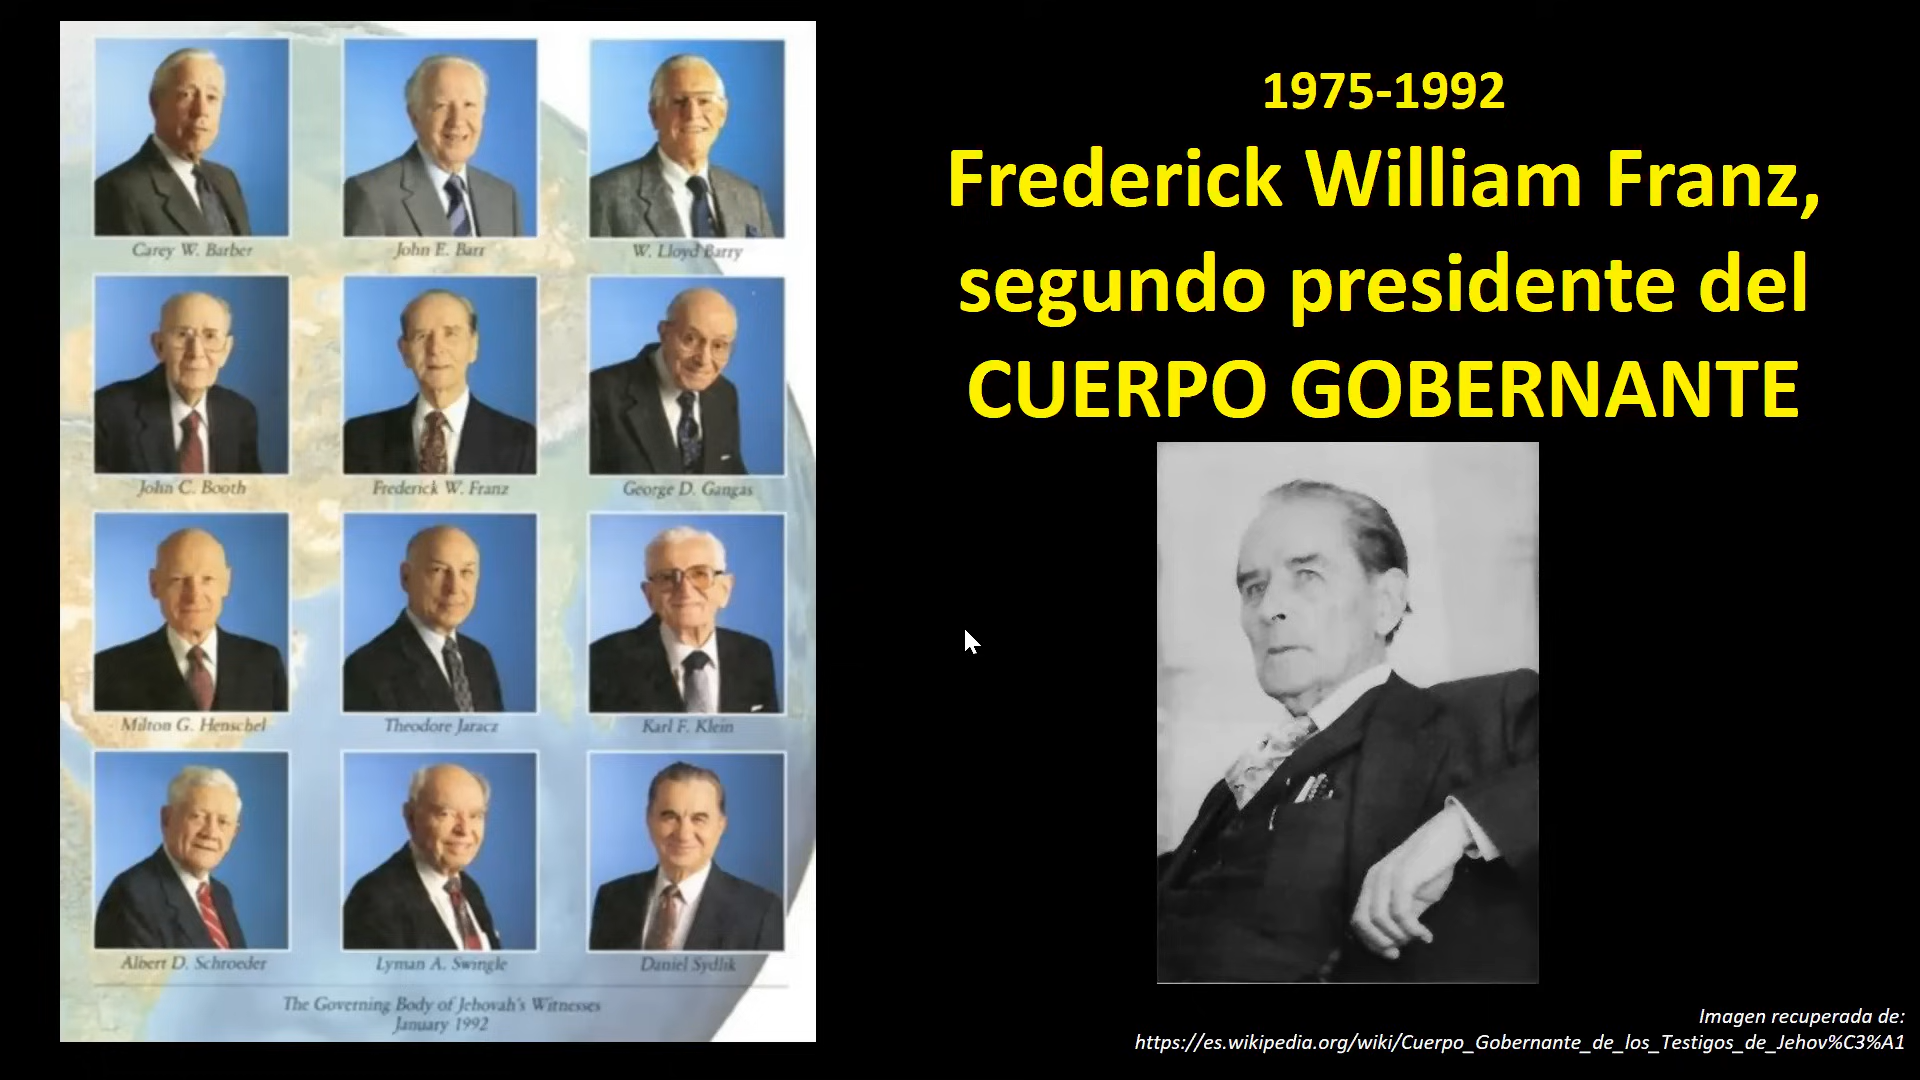 Carey W. Barber
John E. Barr
W. Lloyd Barry
John C. Booth
Frederick W. Franz
George D. Gangas
Milton G. Henschel
Theodore Jaracz
Karl F. Klein
Albert D. Schroeder
Lyman A. Swingle
Daniel Sydlik
The Governing Body of Jehovah's Witnesses
January 1992
1975-1992
Frederick William Franz,
segundo presidente del
CUERPO GOBERNANTE
Imagen recuperada de:
https://es.wikipedia.org/wiki/Cuerpo_Gobernante_de_los_Testigos_de_Jehov%C3%A1